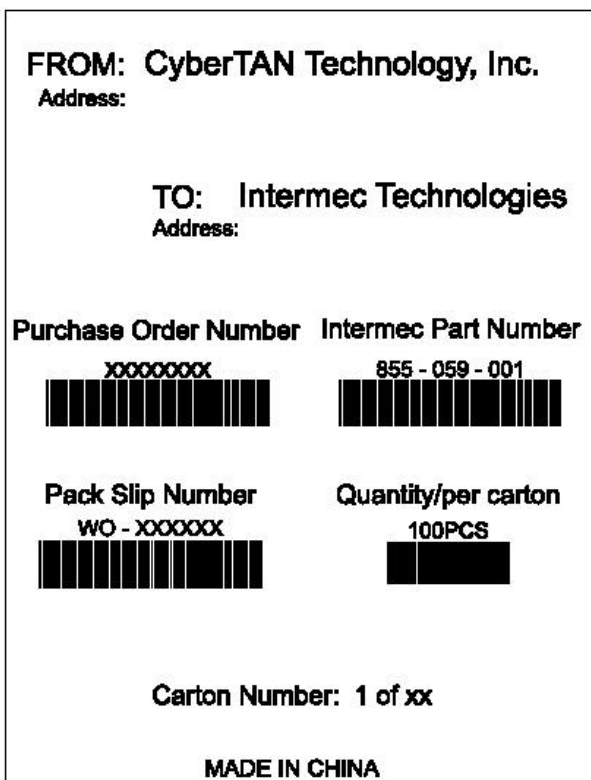 FROM: CyberTAN Technology, Inc.
Address:
TO: Intermec Technologies
Address:
Purchase Order Number Intermec Part Number
XXXXXXXX 855 - 059 - 001
Pack Slip Number Quantity/per carton
WO - XXXXXX 100PCS
Carton Number: 1 of xx
MADE IN CHINA